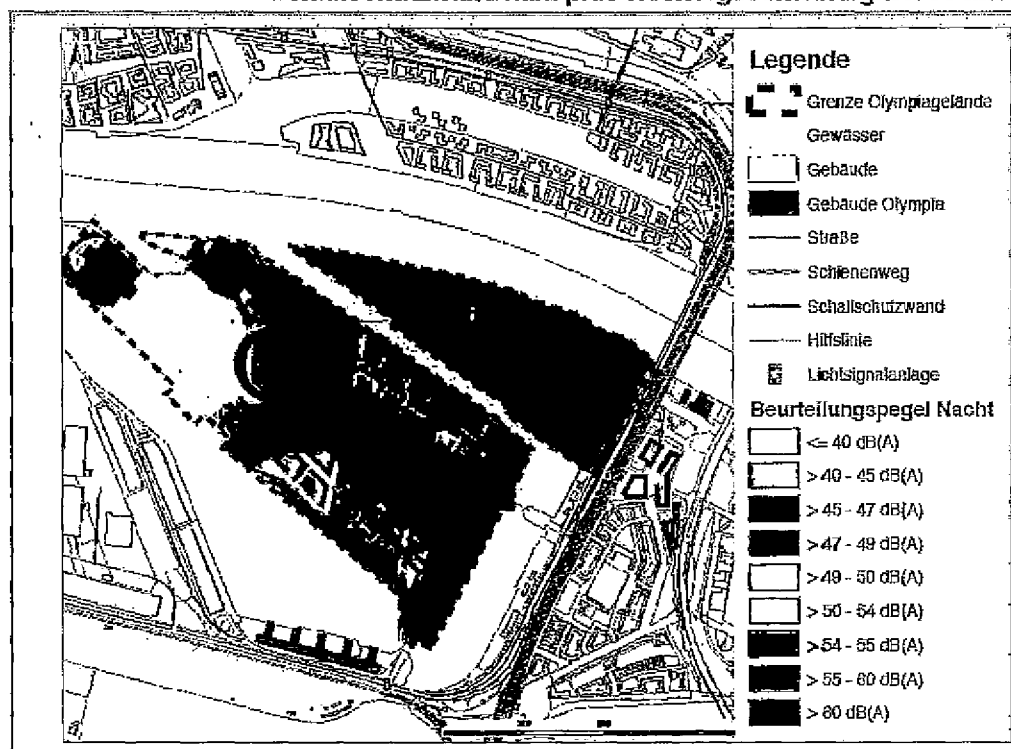 Legende
Grenze Olympiagelände
Gewässer
Gebäude
Gebäude Olympia
Straße
Schienenweg
Schallschutzwand
Hilfslinie
Lichtsignalanlage
Beurteilungspegel Nacht
<= 40 dB(A)
> 40 - 45 dB(A)
> 45 - 47 dB(A)
> 47 - 49 dB(A)
> 49 - 50 dB(A)
> 50 - 54 dB(A)
> 54 - 55 dB(A)
> 55 - 60 dB(A)
> 60 dB(A)